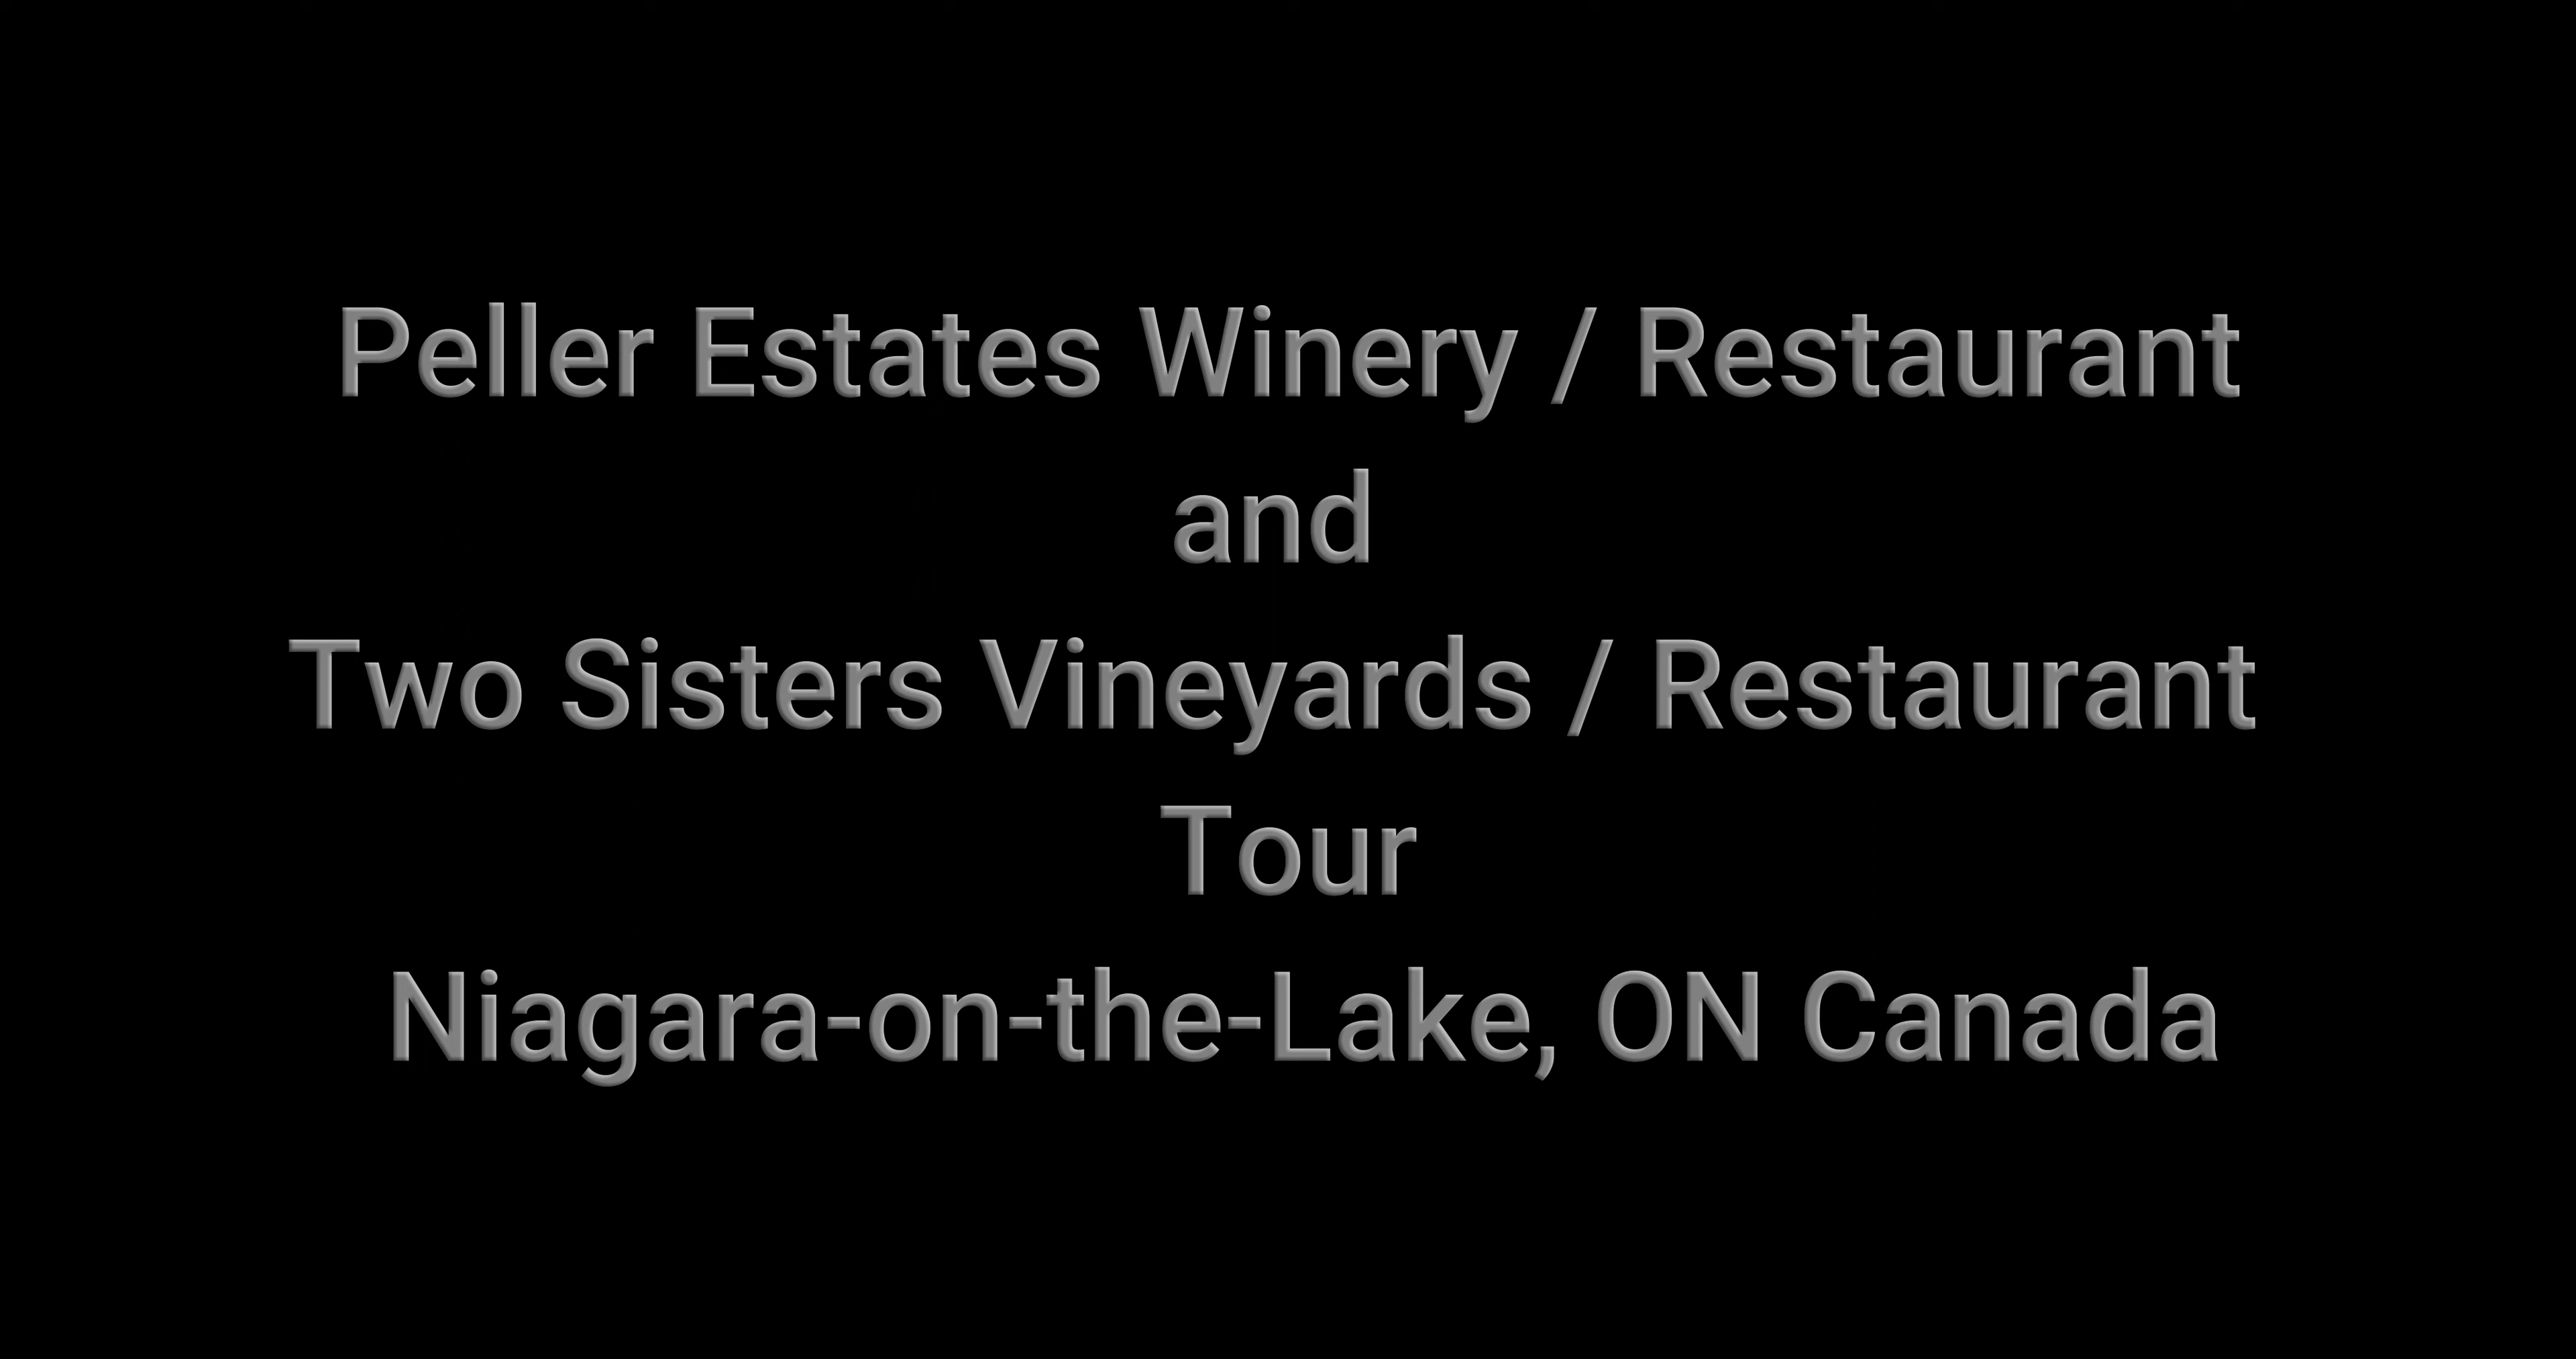 Peller Estates Winery / Restaurant
and
Two Sisters Vineyards / Restaurant
Tour
Niagara-on-the-Lake, ON Canada